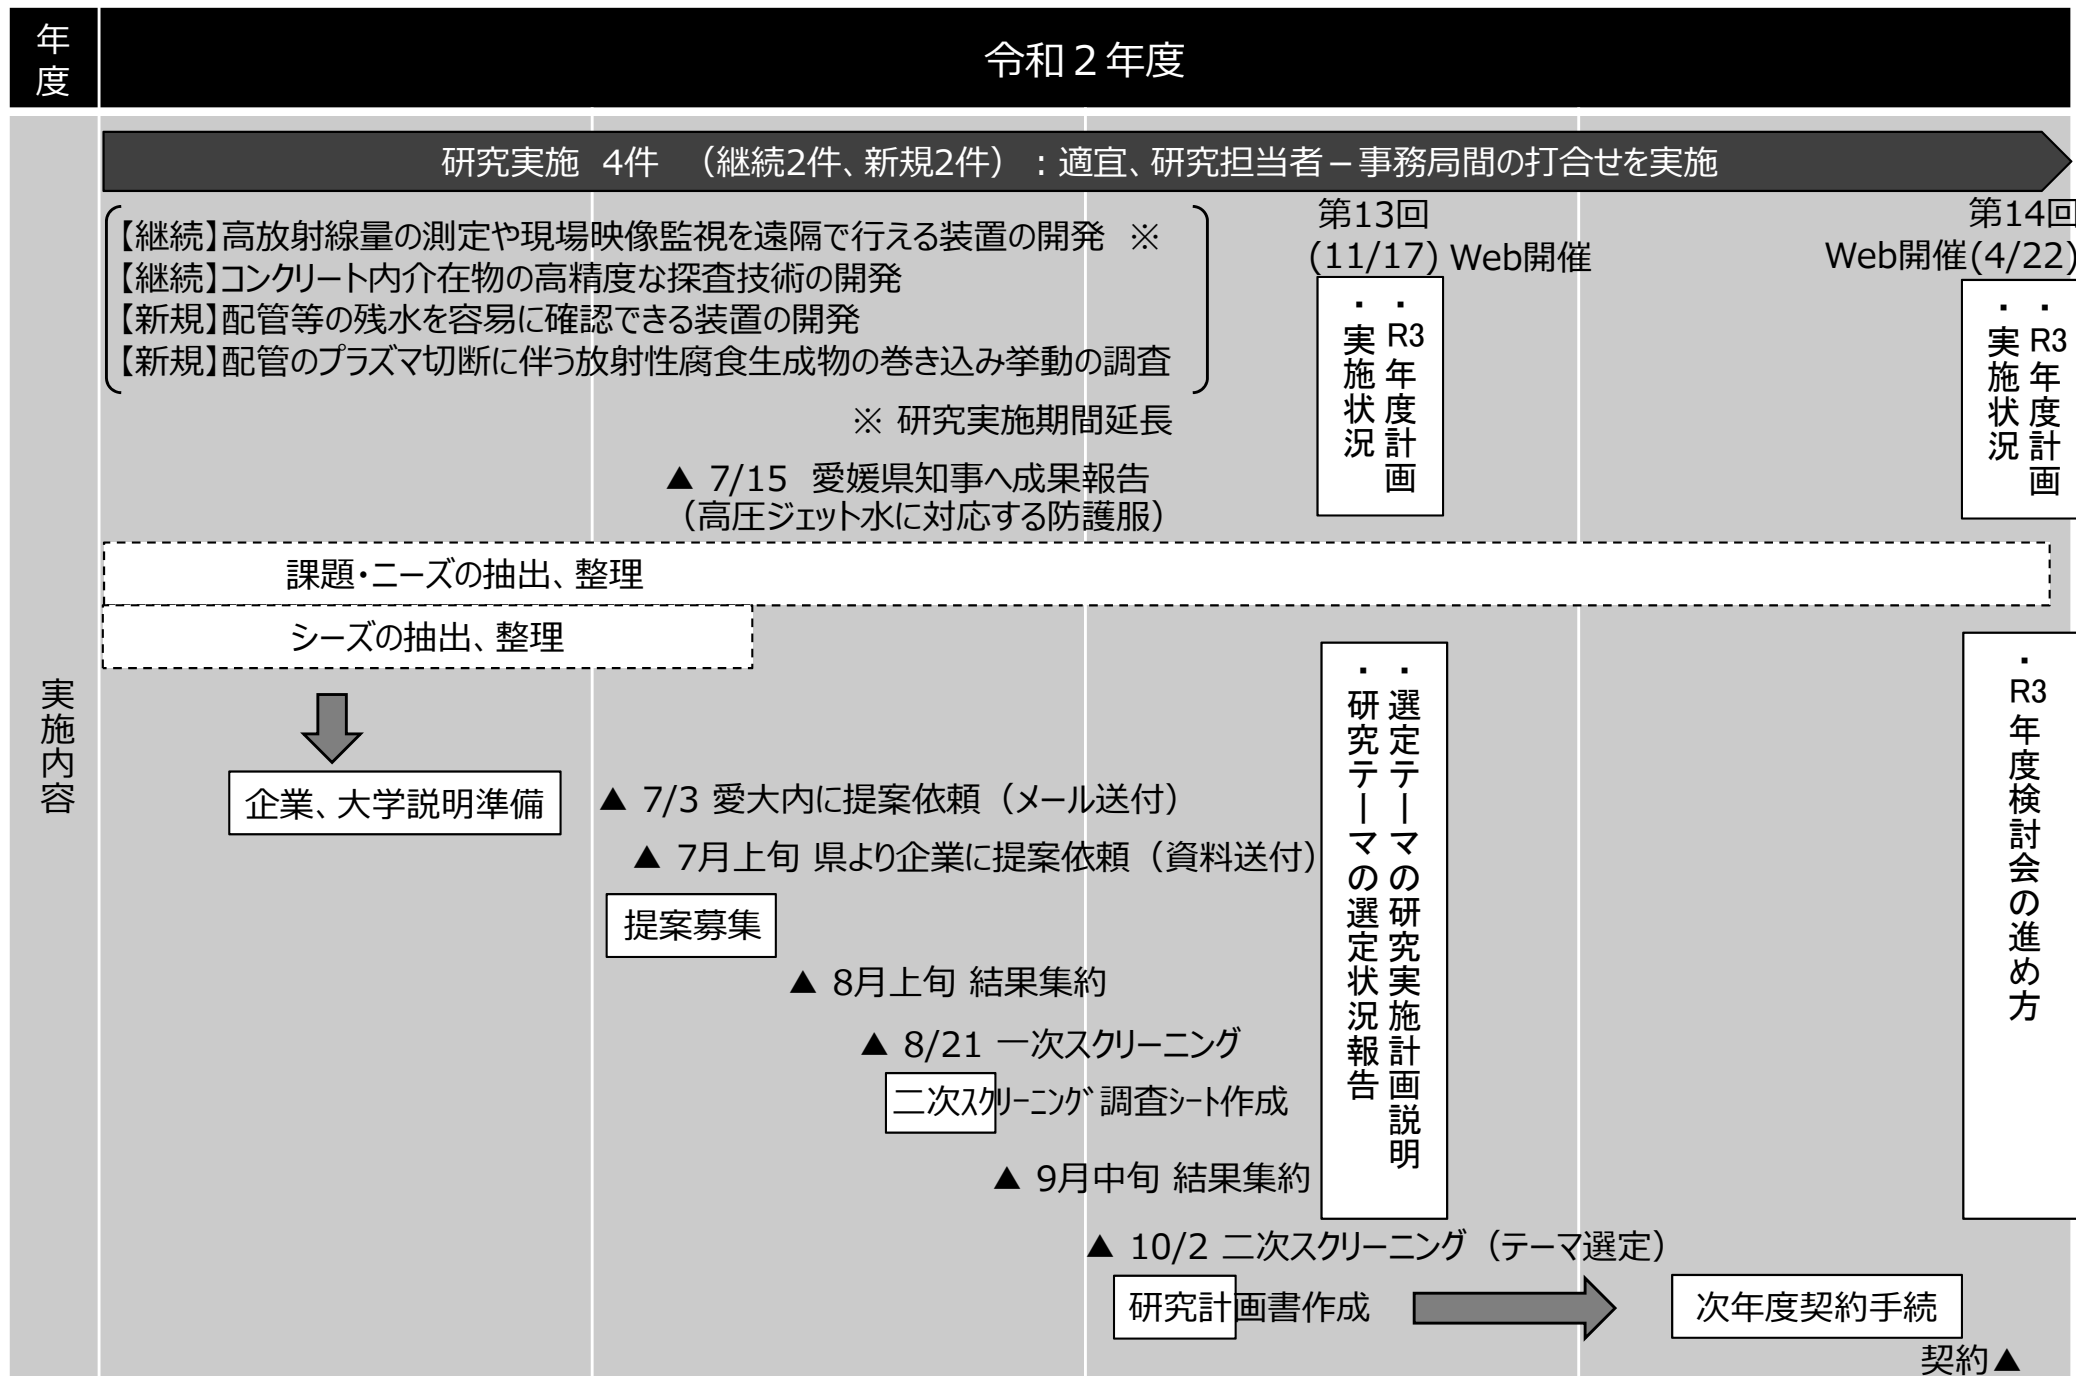 年度
令和２年度
研究実施 4件 （継続2件、新規2件）：適宜、研究担当者－事務局間の打合せを実施
【継続】高放射線量の測定や現場映像監視を遠隔で行える装置の開発 ※
【継続】コンクリート内介在物の高精度な探査技術の開発
【新規】配管等の残水を容易に確認できる装置の開発
【新規】配管のプラズマ切断に伴う放射性腐食生成物の巻き込み挙動の調査
※ 研究実施期間延長
第13回
(11/17) Web開催
・R3年度計画
・実施状況
第14回
Web開催(4/22)
・R3年度計画
・実施状況
▲ 7/15 愛媛県知事へ成果報告
（高圧ジェット水に対応する防護服）
課題・ニーズの抽出、整理
シーズの抽出、整理
実施内容
企業、大学説明準備
▲ 7/3 愛大内に提案依頼（メール送付）
▲ 7月上旬 県より企業に提案依頼（資料送付）
提案募集
▲ 8月上旬 結果集約
▲ 8/21 一次スクリーニング
二次ｽｸﾘｰﾆﾝｸﾞ調査ｼｰﾄ作成
▲ 9月中旬 結果集約
・選定テーマの研究実施計画説明
・研究テーマの選定状況報告
・R3年度検討会の進め方
▲ 10/2 二次スクリーニング（テーマ選定）
研究計画書作成
次年度契約手続
契約▲